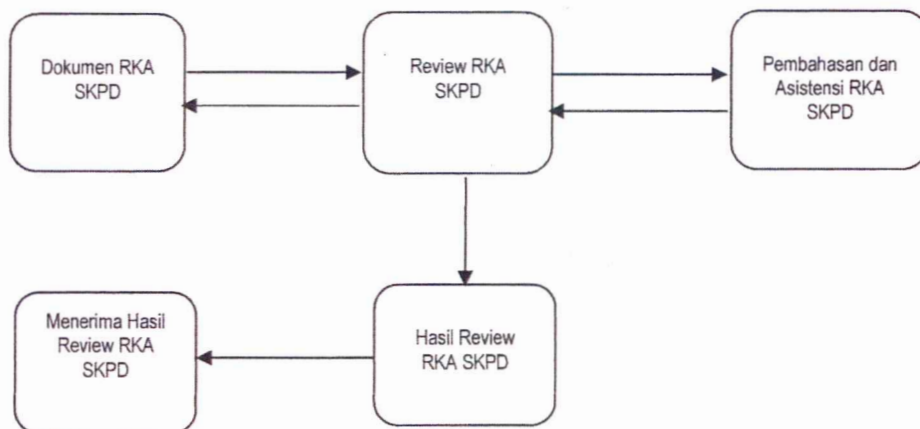 Dokumen RKA
SKPD
Review RKA
SKPD
Pembahasan dan
Asistensi RKA
SKPD
Menerima Hasil
Review RKA
SKPD
Hasil Review
RKA SKPD